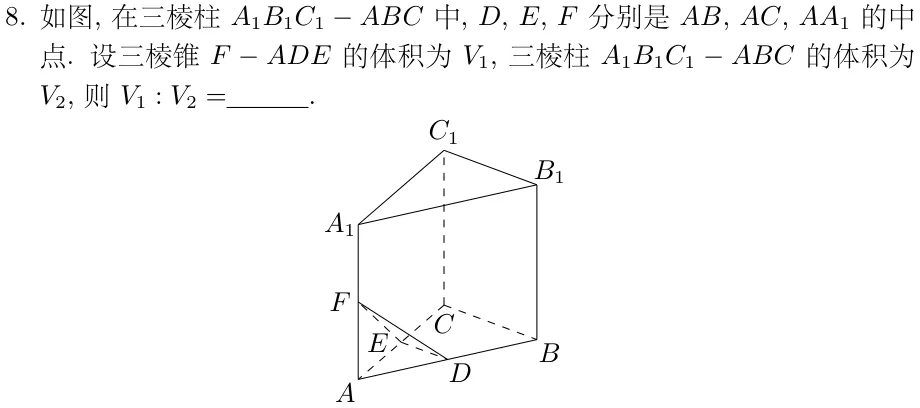 8. 如图, 在三棱柱 A₁B₁C₁ − ABC 中, D, E, F 分别是 AB, AC, AA₁ 的中
点. 设三棱锥 F − ADE 的体积为 V₁, 三棱柱 A₁B₁C₁ − ABC 的体积为
V₂, 则 V₁ : V₂ =______.
C₁
B₁
A₁
F
C
E
B
D
A